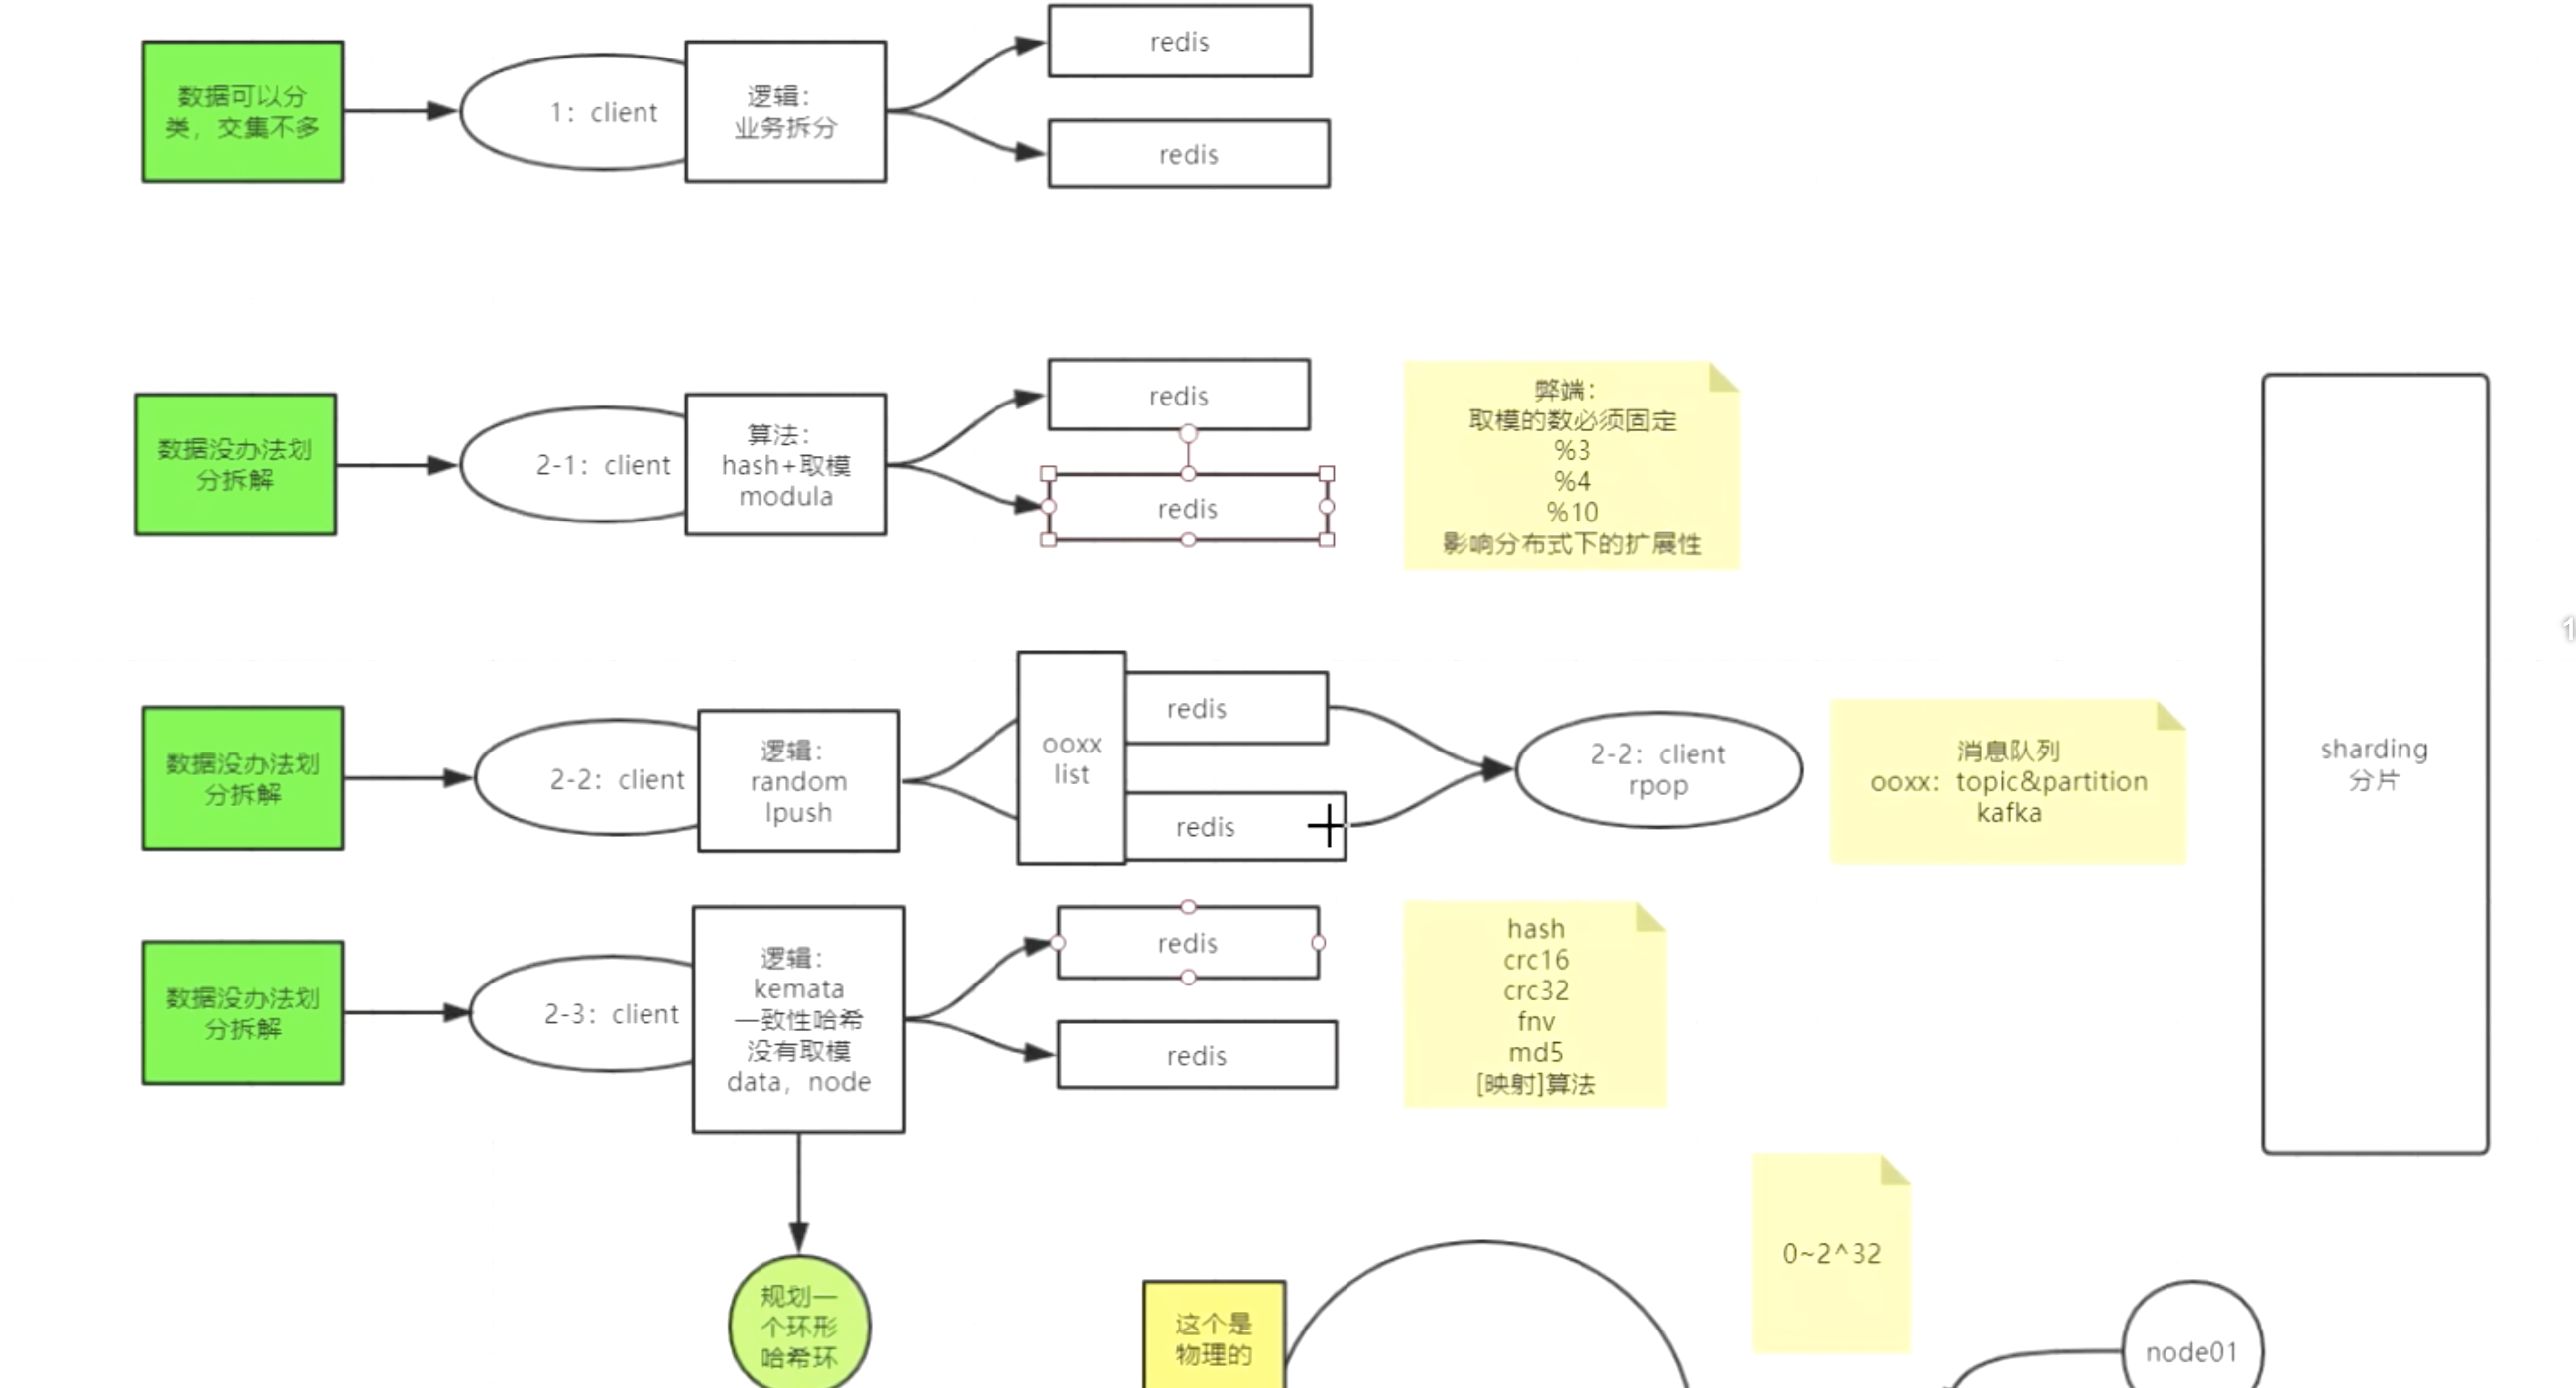 数据可以分
类，交集不多
1：client
逻辑：
业务拆分
redis
redis
数据没办法划
分拆解
2-1：client
算法：
hash+取模
modula
redis
redis
弊端：
取模的数必须固定
%3
%4
%10
影响分布式下的扩展性
数据没办法划
分拆解
2-2：client
逻辑：
random
lpush
ooxx
list
redis
redis
2-2：client
rpop
消息队列
ooxx：topic&partition
kafka
sharding
分片
1
数据没办法划
分拆解
2-3：client
逻辑：
kemata
一致性哈希
没有取模
data，node
redis
redis
hash
crc16
crc32
fnv
md5
[映射]算法
规划一
个环形
哈希环
这个是
物理的
0~2^32
node01